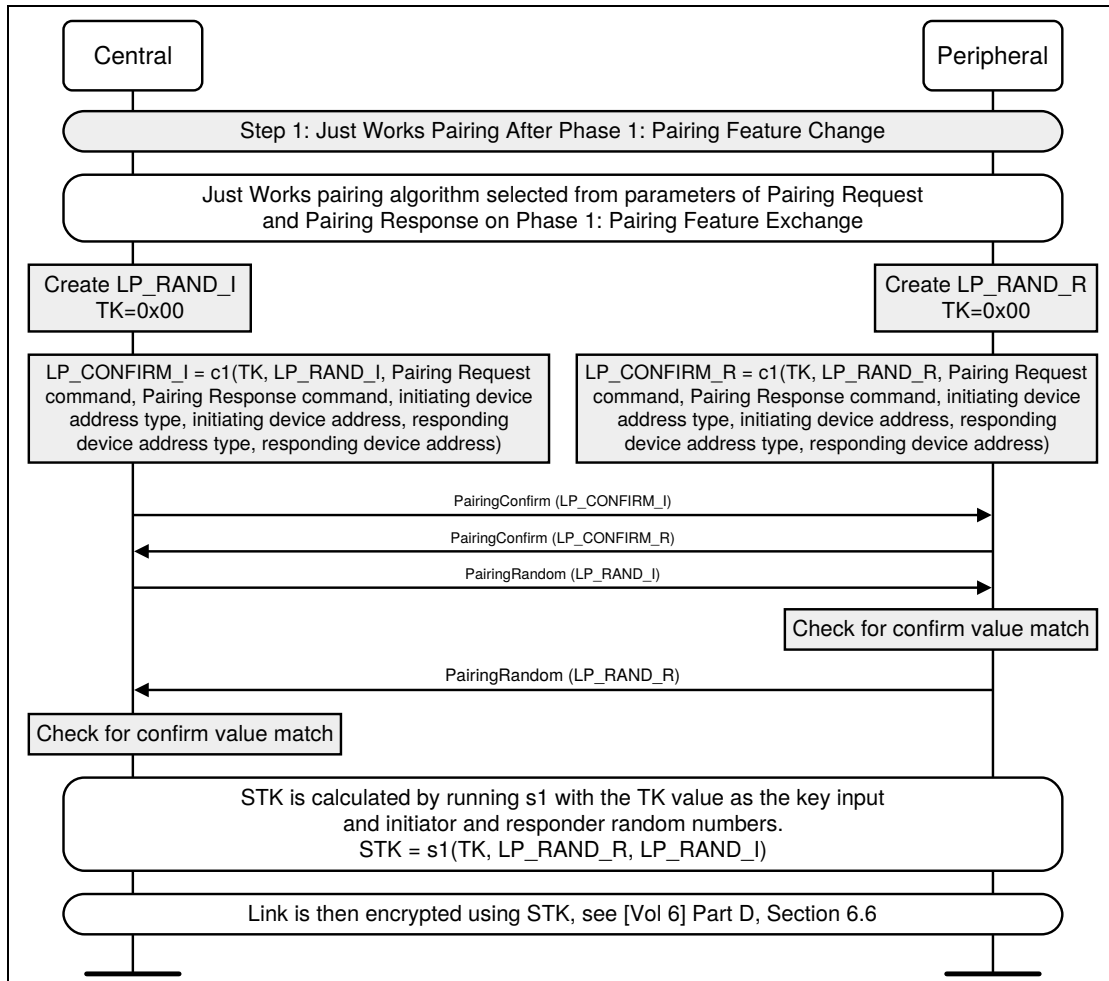 Central
Peripheral
Step 1: Just Works Pairing After Phase 1: Pairing Feature Change
Just Works pairing algorithm selected from parameters of Pairing Request
and Pairing Response on Phase 1: Pairing Feature Exchange
Create LP_RAND_I
TK=0x00
Create LP_RAND_R
TK=0x00
LP_CONFIRM_I = c1(TK, LP_RAND_I, Pairing Request
command, Pairing Response command, initiating device
address type, initiating device address, responding
device address type, responding device address)
LP_CONFIRM_R = c1(TK, LP_RAND_R, Pairing Request
command, Pairing Response command, initiating device
address type, initiating device address, responding
device address type, responding device address)
PairingConfirm (LP_CONFIRM_I)
PairingConfirm (LP_CONFIRM_R)
PairingRandom (LP_RAND_I)
Check for confirm value match
PairingRandom (LP_RAND_R)
Check for confirm value match
STK is calculated by running s1 with the TK value as the key input
and initiator and responder random numbers.
STK = s1(TK, LP_RAND_R, LP_RAND_I)
Link is then encrypted using STK, see [Vol 6] Part D, Section 6.6